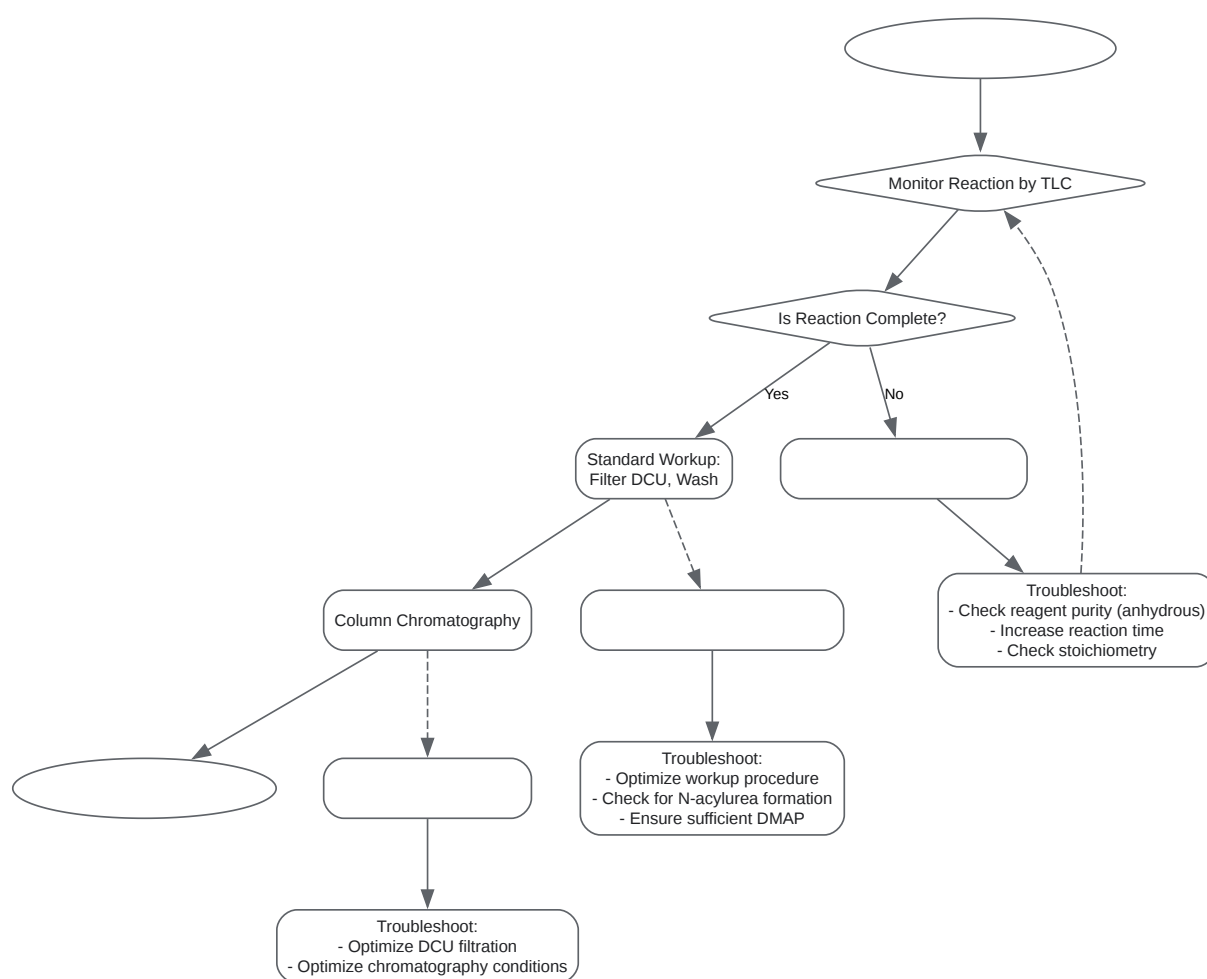 Monitor Reaction by TLC
Is Reaction Complete?
Yes
No
Standard Workup:
Filter DCU, Wash
Column Chromatography
Troubleshoot:
- Check reagent purity (anhydrous)
- Increase reaction time
- Check stoichiometry
Troubleshoot:
- Optimize workup procedure
- Check for N-acylurea formation
- Ensure sufficient DMAP
Troubleshoot:
- Optimize DCU filtration
- Optimize chromatography conditions